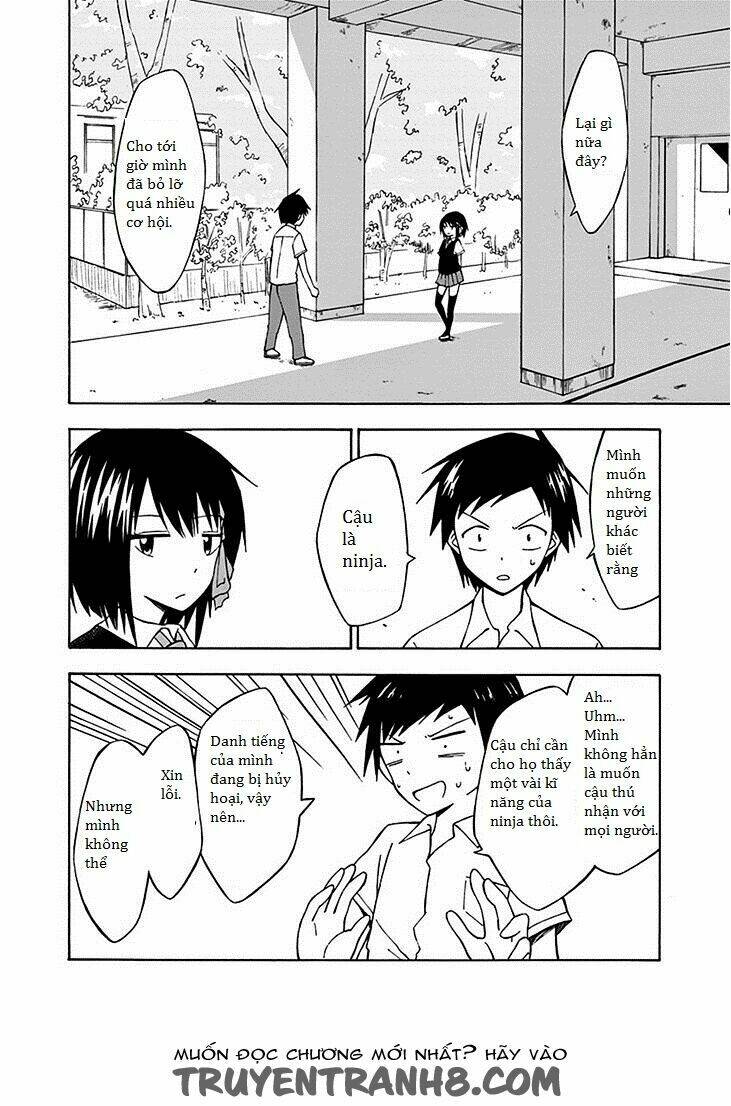 Lại gì
nữa
đây?
Cho tới
giờ mình
đã bỏ lỡ
quá nhiều
cơ hội.
Mình
muốn
những
người
khác
biết
rằng
Cậu
là
ninja.
Ah...
Uhm...
Mình
không hẳn
là muốn
cậu thú
nhận với
mọi người.
Cậu chỉ cần
cho họ thấy
một vài kĩ
năng của
ninja thôi.
Danh tiếng
của mình
đang bị hủy
hoại, vậy
nên...
Xin
lỗi.
Nhưng
mình
không
thể
MUỐN ĐỌC CHƯƠNG MỚI NHẤT? HÃY VÀO
TRUYENTRANH8.COM